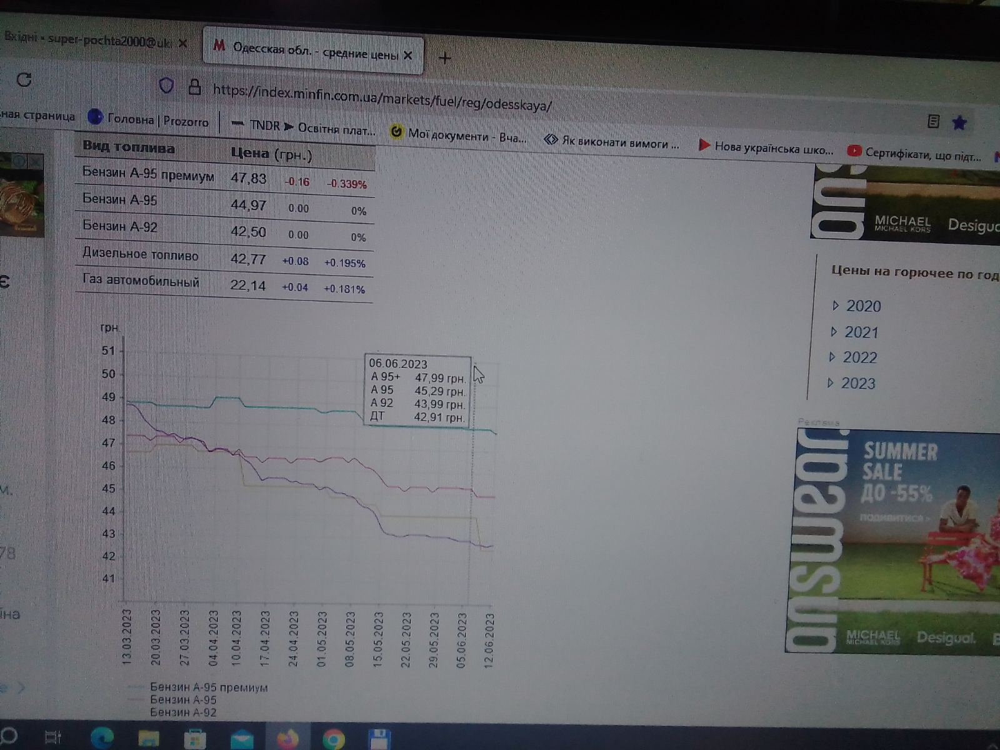 Вхідні • super-pochta2000@uk
Одесская обл. - средние цены
https://index.minfin.com.ua/markets/fuel/reg/odesskaya/
ная страница
Головна | Prozorro
TNDR ➤ Освітня плат...
Мої документи - Вча...
Як виконати вимоги ...
Нова українська шко...
Сертифікати, що підт...
Вид топлива Цена (грн.)
Бензин А-95 премиум 47,83 -0.16 -0.339%
Бензин А-95 44,97 0.00 0%
Бензин А-92 42,50 0.00 0%
Дизельное топливо 42,77 +0.08 +0.195%
Газ автомобильный 22,14 +0.04 +0.181%
грн.
51
50
49
48
47
46
45
44
43
42
41
06.06.2023
А 95+ 47,99 грн.
А 95 45,29 грн.
А 92 43,99 грн.
ДТ 42,91 грн.
13.03.2023
20.03.2023
27.03.2023
04.04.2023
10.04.2023
17.04.2023
24.04.2023
01.05.2023
08.05.2023
15.05.2023
22.05.2023
29.05.2023
05.06.2023
12.06.2023
Бензин А-95 премиум
Бензин А-95
Бензин А-92
є
м.
78
їна
MICHAEL
MICHAEL KORS
Desigua
Цены на горючее по год
2020
2021
2022
2023
Реклама
SUMMER
SALE
ДО -55%
ПОДИВИТИСЯ >
MICHAEL
MICHAEL KORS
Desigual.